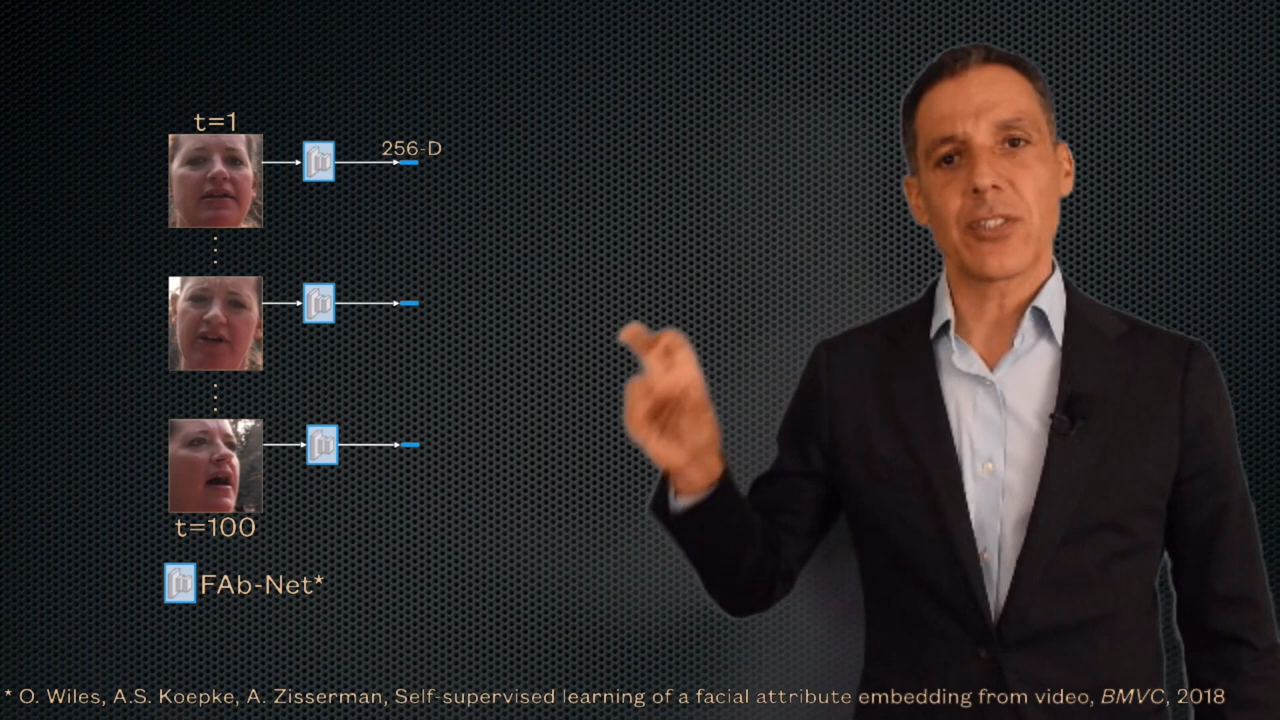 t=1
256-D
t=100
FAb-Net*
* O. Wiles, A.S. Koepke, A. Zisserman, Self-supervised learning of a facial attribute embedding from video, BMVC, 2018